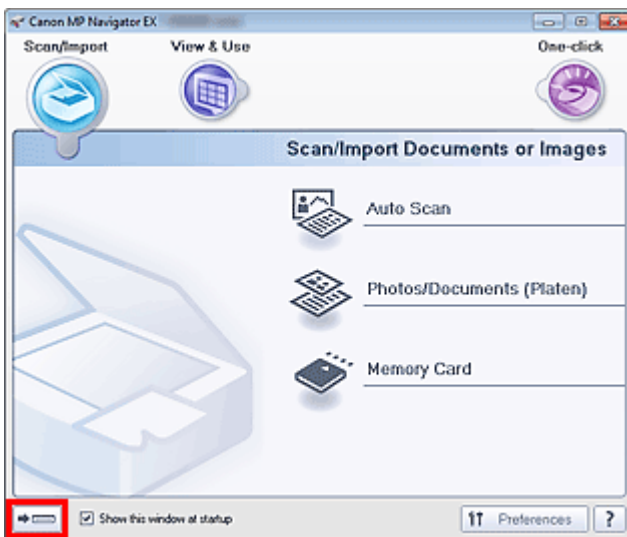 Canon MP Navigator EX
Scan/Import
View & Use
One-click
Scan/Import Documents or Images
Auto Scan
Photos/Documents (Platen)
Memory Card
Show this window at startup
Preferences
?